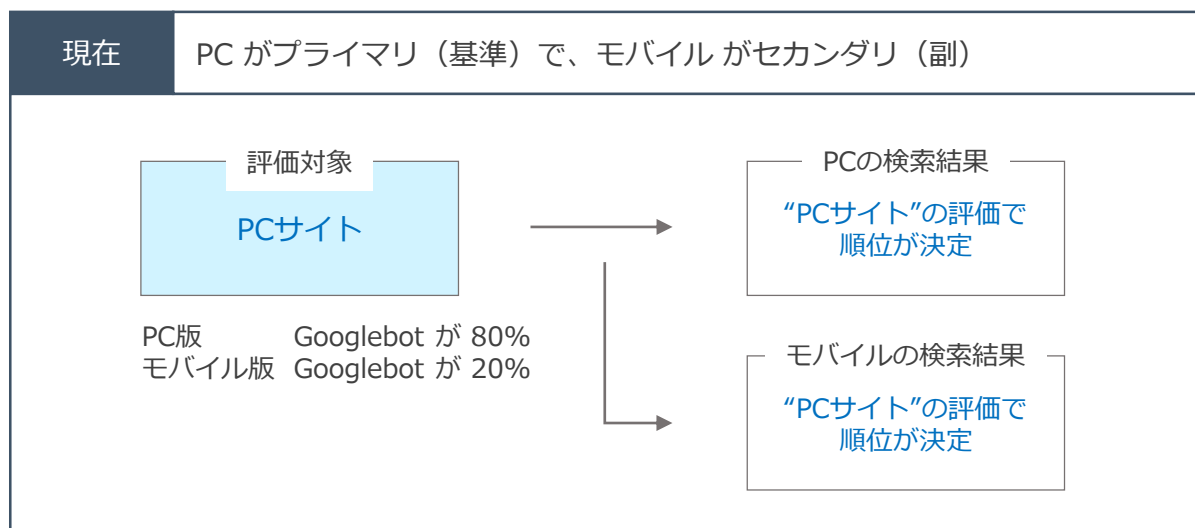 現在
PC がプライマリ（基準）で、モバイル がセカンダリ（副）
評価対象
PCサイト
PC版 Googlebot が 80%
モバイル版 Googlebot が 20%
PCの検索結果
“PCサイト”の評価で
順位が決定
モバイルの検索結果
“PCサイト”の評価で
順位が決定